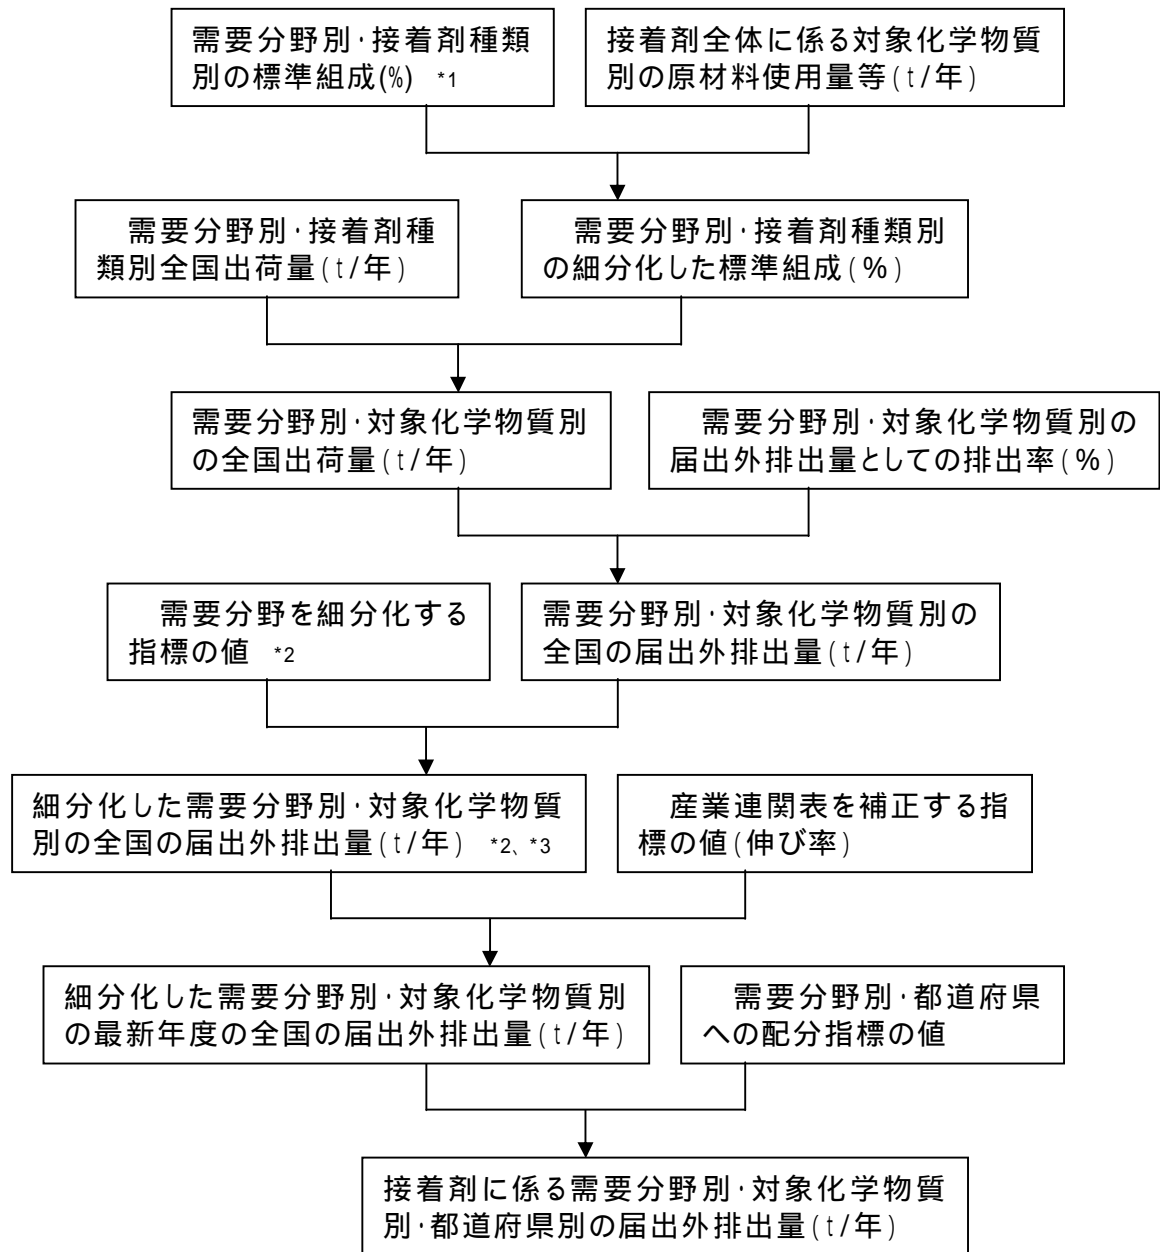 需要分野別・接着剤種類
別の標準組成(%) *1
接着剤全体に係る対象化学物質
別の原材料使用量等(t/年)
需要分野別・接着剤種
類別全国出荷量(t/年)
需要分野別・接着剤種類別
の細分化した標準組成(%)
需要分野別・対象化学物質別
の全国出荷量(t/年)
需要分野別・対象化学物質別の
届出外排出量としての排出率(%)
需要分野を細分化する
指標の値 *2
需要分野別・対象化学物質別の
全国の届出外排出量(t/年)
細分化した需要分野別・対象化学物質
別の全国の届出外排出量(t/年) *2、*3
産業連関表を補正する指
標の値(伸び率)
細分化した需要分野別・対象化学物質別
の最新年度の全国の届出外排出量(t/年)
需要分野別・都道府県
への配分指標の値
接着剤に係る需要分野別・対象化学物質
別・都道府県別の届出外排出量(t/年)